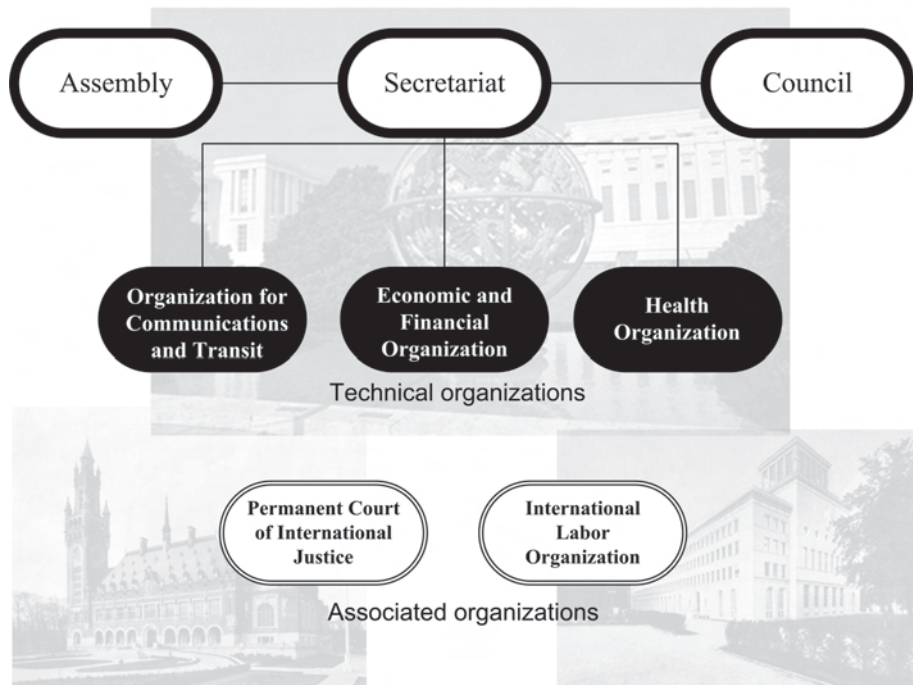 Assembly
Secretariat
Council
Organization for
Communications
and Transit
Economic and
Financial
Organization
Health
Organization
Technical organizations
Permanent Court
of International
Justice
International
Labor
Organization
Associated organizations